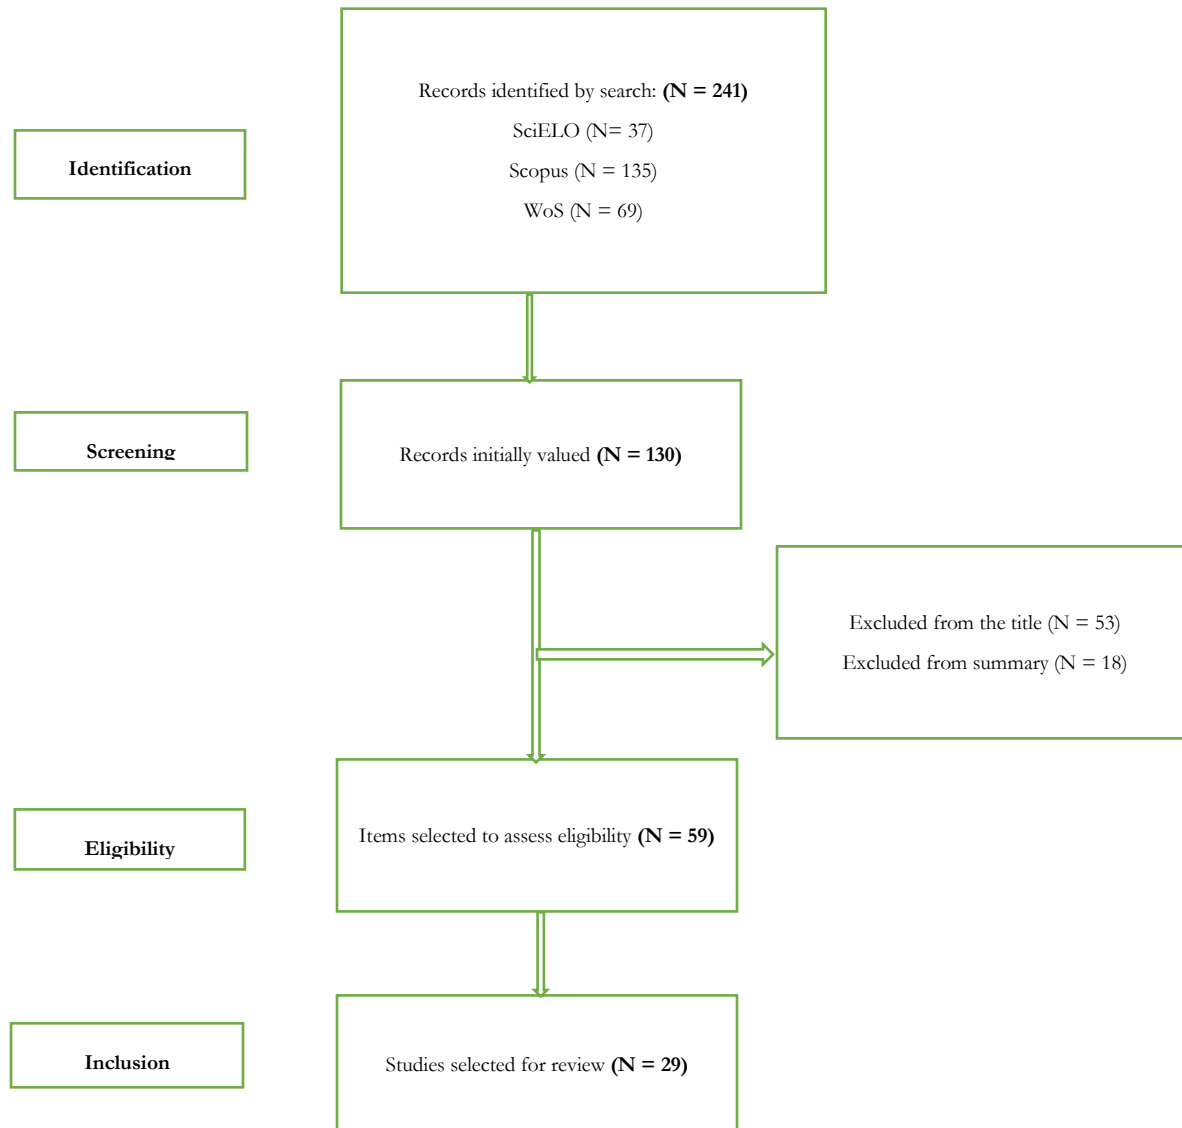 Records identified by search: (N = 241)
SciELO (N= 37)
Identification
Scopus (N = 135)
WoS (N = 69)
Screening
Records initially valued (N = 130)
Excluded from the title (N = 53)
Excluded from summary (N = 18)
Eligibility
Items selected to assess eligibility (N = 59)
Inclusion
Studies selected for review (N = 29)